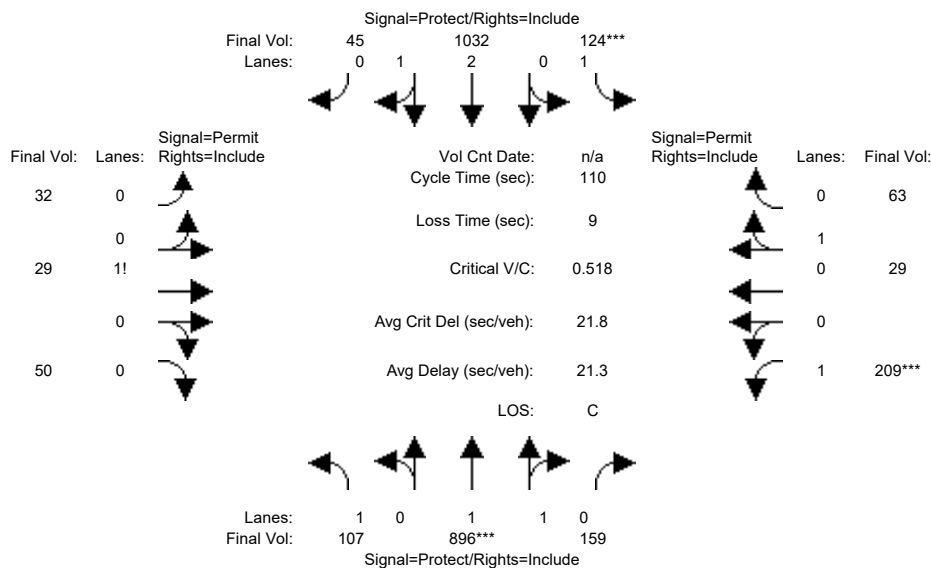 Signal=Protect/Rights=Include
Final Vol: 45 1032 124***
Lanes: 0 1 2 0 1
Signal=Permit
Final Vol: Lanes: Rights=Include
Vol Cnt Date: n/a
Signal=Permit
Rights=Include Lanes: Final Vol:
Cycle Time (sec): 110
32 0
0 63
Loss Time (sec): 9
0
1
29 1!
Critical V/C: 0.518
0 29
0
Avg Crit Del (sec/veh): 21.8
0
50 0
Avg Delay (sec/veh): 21.3
1 209***
LOS: C
Lanes: 1 0 1 1 0
Final Vol: 107 896*** 159
Signal=Protect/Rights=Include